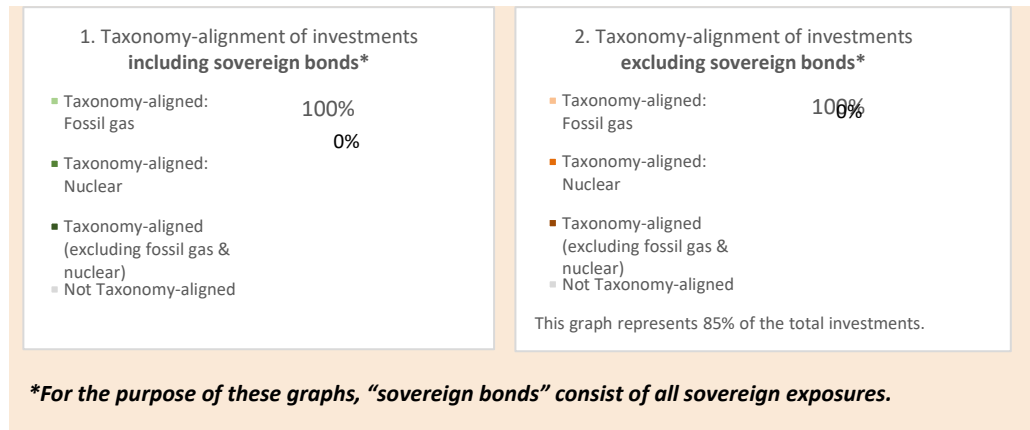 1. Taxonomy-alignment of investments
including sovereign bonds*
Taxonomy-aligned:
Fossil gas
Taxonomy-aligned:
Nuclear
Taxonomy-aligned
(excluding fossil gas &
nuclear)
Not Taxonomy-aligned
100%
0%
2. Taxonomy-alignment of investments
excluding sovereign bonds*
Taxonomy-aligned:
Fossil gas
Taxonomy-aligned:
Nuclear
Taxonomy-aligned
(excluding fossil gas &
nuclear)
Not Taxonomy-aligned
100%
0%
This graph represents 85% of the total investments.
*For the purpose of these graphs, “sovereign bonds” consist of all sovereign exposures.